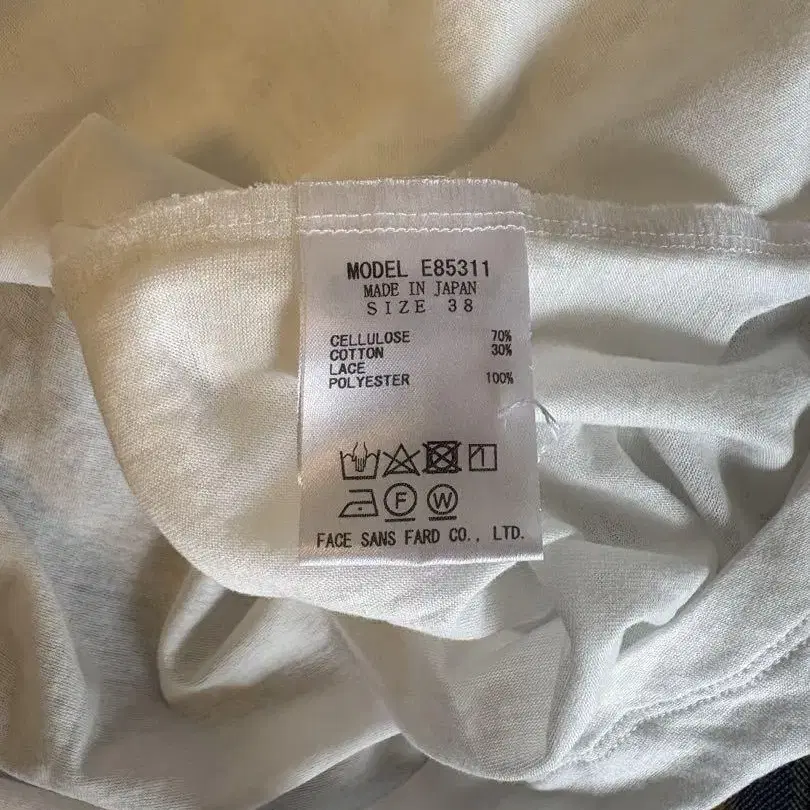 MODEL E85311
MADE IN JAPAN
SIZE 38
CELLULOSE 70%
COTTON 30%
LACE
POLYESTER 100%
F W
FACE SANS FARD CO., LTD.